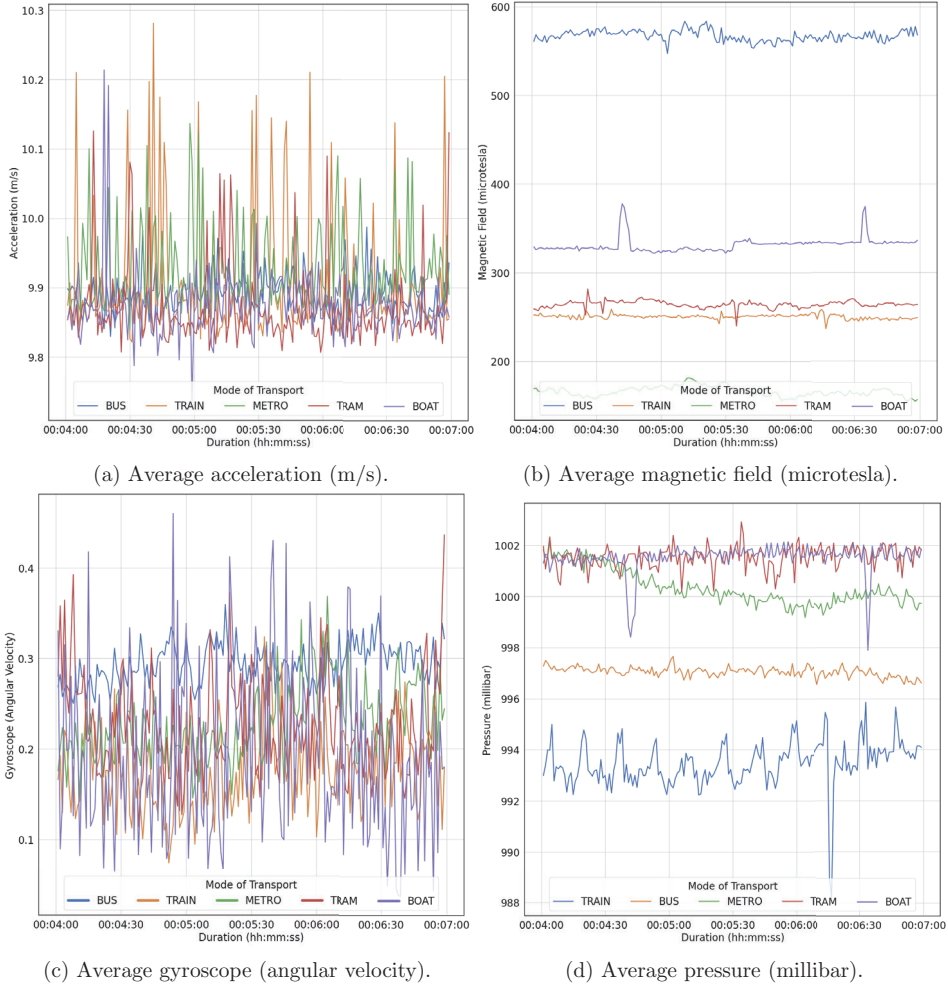 10.3
10.2
10.1
10.0
9.9
9.8
Acceleration (m/s)
Mode of Transport
BUS TRAIN METRO TRAM BOAT
00:04:00 00:04:30 00:05:00 00:05:30 00:06:00 00:06:30 00:07:00
Duration (hh:mm:ss)
(a) Average acceleration (m/s).
600
500
400
300
200
Magnetic Field (microtesla)
Mode of Transport
BUS TRAIN METRO TRAM BOAT
00:04:00 00:04:30 00:05:00 00:05:30 00:06:00 00:06:30 00:07:00
Duration (hh:mm:ss)
(b) Average magnetic field (microtesla).
0.4
0.3
0.2
0.1
Gyroscope (Angular Velocity)
Mode of Transport
BUS TRAIN METRO TRAM BOAT
00:04:00 00:04:30 00:05:00 00:05:30 00:06:00 00:06:30 00:07:00
Duration (hh:mm:ss)
(c) Average gyroscope (angular velocity).
1002
1000
998
996
994
992
990
988
Pressure (millibar)
Mode of Transport
TRAIN BUS METRO TRAM BOAT
00:04:00 00:04:30 00:05:00 00:05:30 00:06:00 00:06:30 00:07:00
Duration (hh:mm:ss)
(d) Average pressure (millibar).